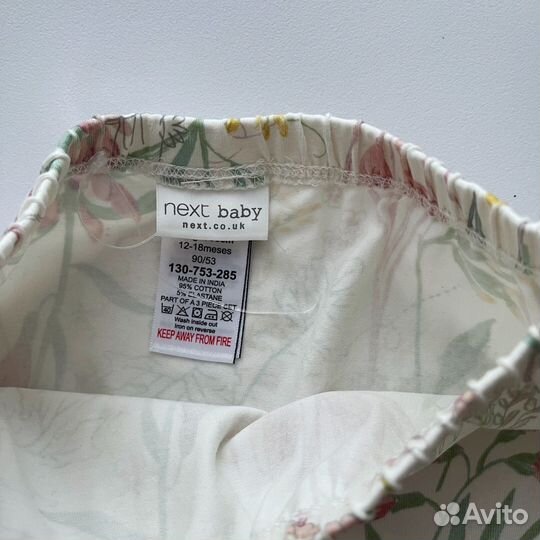 next baby
next.co.uk
12-18meses
90/53
130-753-285
MADE IN INDIA
95% COTTON
5% ELASTANE
PART OF A 3 PIECE SET
Wash inside out
Iron on reverse
KEEP AWAY FROM FIRE
Avito